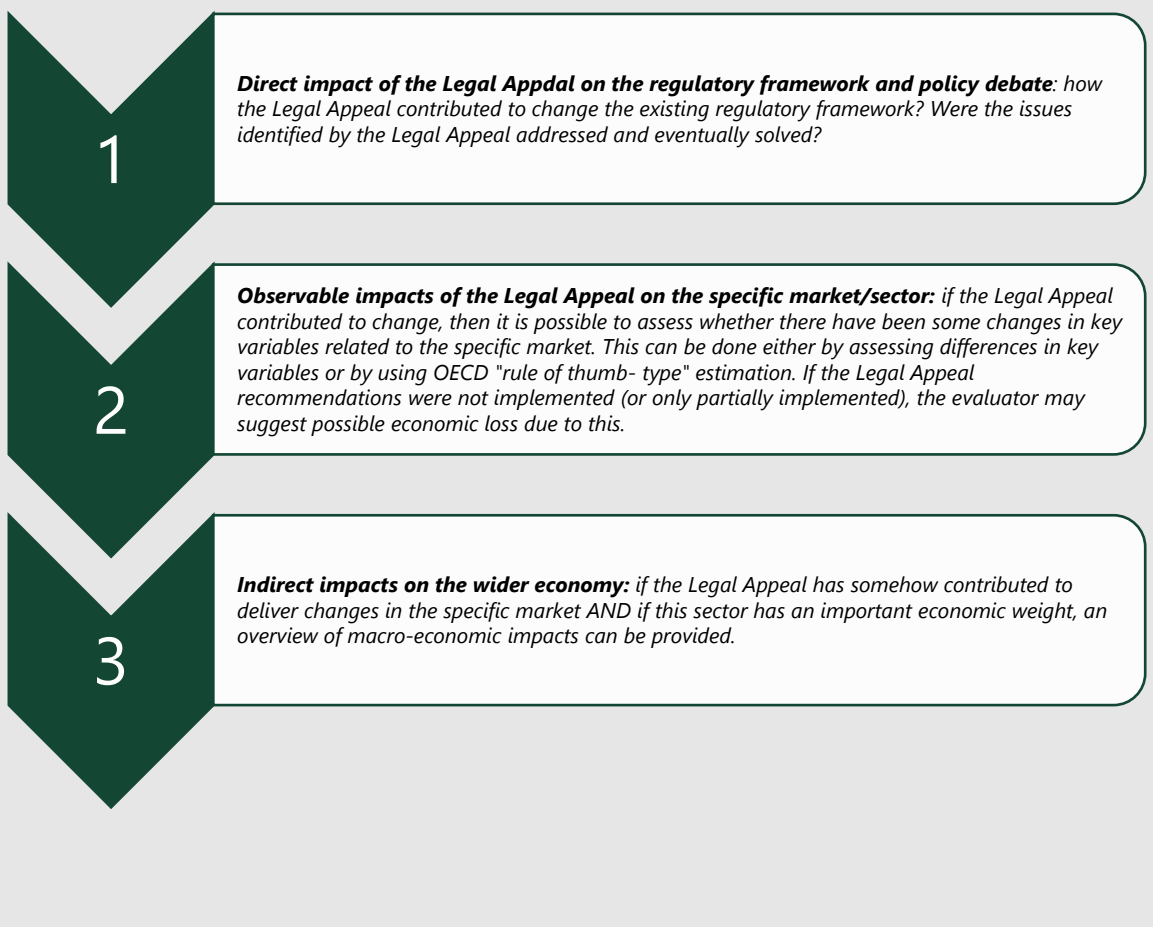 1
Direct impact of the Legal Appdal on the regulatory framework and policy debate: how
the Legal Appeal contributed to change the existing regulatory framework? Were the issues
identified by the Legal Appeal addressed and eventually solved?
2
Observable impacts of the Legal Appeal on the specific market/sector: if the Legal Appeal
contributed to change, then it is possible to assess whether there have been some changes in key
variables related to the specific market. This can be done either by assessing differences in key
variables or by using OECD "rule of thumb- type" estimation. If the Legal Appeal
recommendations were not implemented (or only partially implemented), the evaluator may
suggest possible economic loss due to this.
3
Indirect impacts on the wider economy: if the Legal Appeal has somehow contributed to
deliver changes in the specific market AND if this sector has an important economic weight, an
overview of macro-economic impacts can be provided.